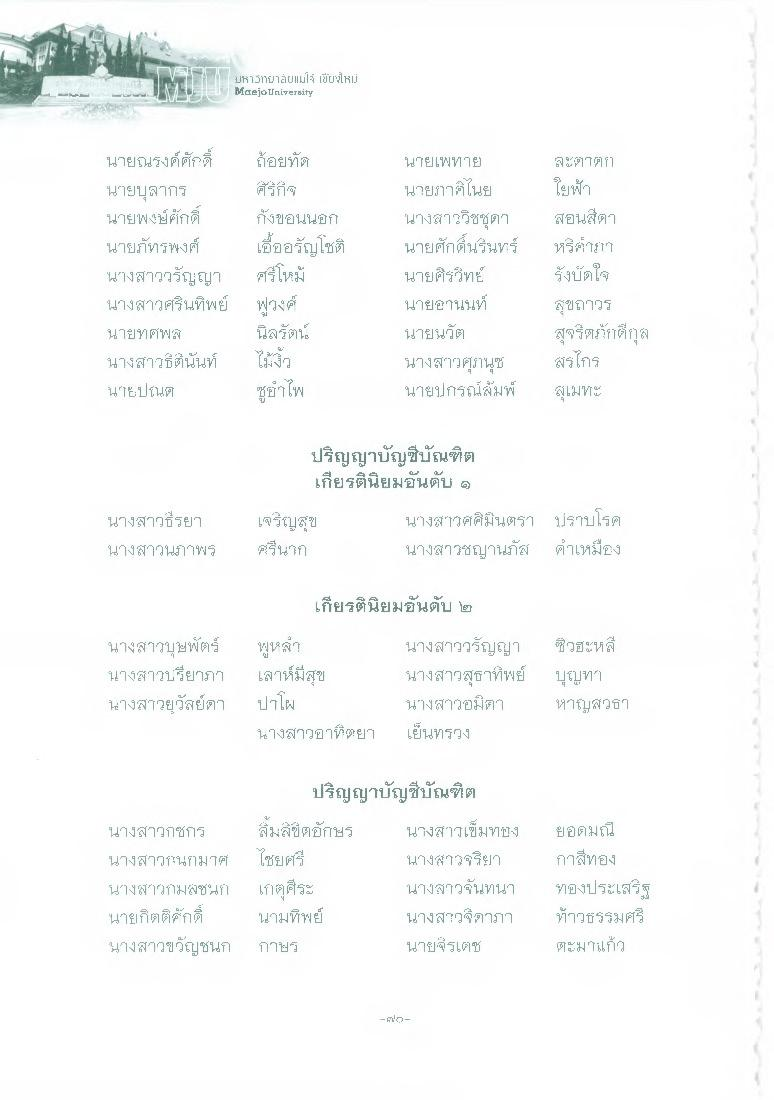 MJU มหาวิทยาลัยแม่โจ้ เชียงใหม่
Maejo University
นายณรงค์ศักดิ์ ถ้อยทัด นายเพทาย ละตาตก
นายบุลากร ศิริกิจ นายภาคิไนย ใยฟ้า
นายพงษ์ศักดิ์ กังขอนนอก นางสาววิชชุดา สอนสีดา
นายภัทรพงศ์ เอื้ออรัญโชติ นายศักดิ์นรินทร์ หริคำภา
นางสาววรัญญา ศรีโหม้ นายศิรวิทย์ รังบัดใจ
นางสาวศรินทิพย์ ฟูวงศ์ นายอานนท์ สุขถาวร
นายทศพล นิลรัตน์ นายนวัต สุจริตภักดีกุล
นางสาวธิตินันท์ ไม้งิ้ว นางสาวศุภนุช สรไกร
นายปณต ชูอำไพ นายปกรณ์ลัมพ์ สุเมทะ
ปริญญาบัญชีบัณฑิต
เกียรตินิยมอันดับ ๑
นางสาวธีรยา เจริญสุข นางสาวศศิมินตรา ปราบโรค
นางสาวนภาพร ศรีนาก นางสาวชญานภัส คำเหมือง
เกียรตินิยมอันดับ ๒
นางสาวบุษพัตร์ พูหลำ นางสาววรัญญา ซิวฮะหลี
นางสาวปรียาภา เลาห์มีสุข นางสาวสุธาทิพย์ บุญทา
นางสาวยุวัลย์ดา ปาโผ นางสาวอมิตา หาญสวธา
นางสาวอาทิตยา เย็นทรวง
ปริญญาบัญชีบัณฑิต
นางสาวกชกร ลิ้มลิขิตอักษร นางสาวเข็มทอง ยอดมณี
นางสาวกนกมาศ ไชยศรี นางสาวจริยา กาสีทอง
นางสาวกมลชนก เกตุศีระ นางสาวจันทนา ทองประเสริฐ
นายกิตติศักดิ์ นามทิพย์ นางสาวจิดาภา ท้าวธรรมศรี
นางสาวขวัญชนก กาษร นายจิรเดช ตะมาแก้ว
-๗๐-